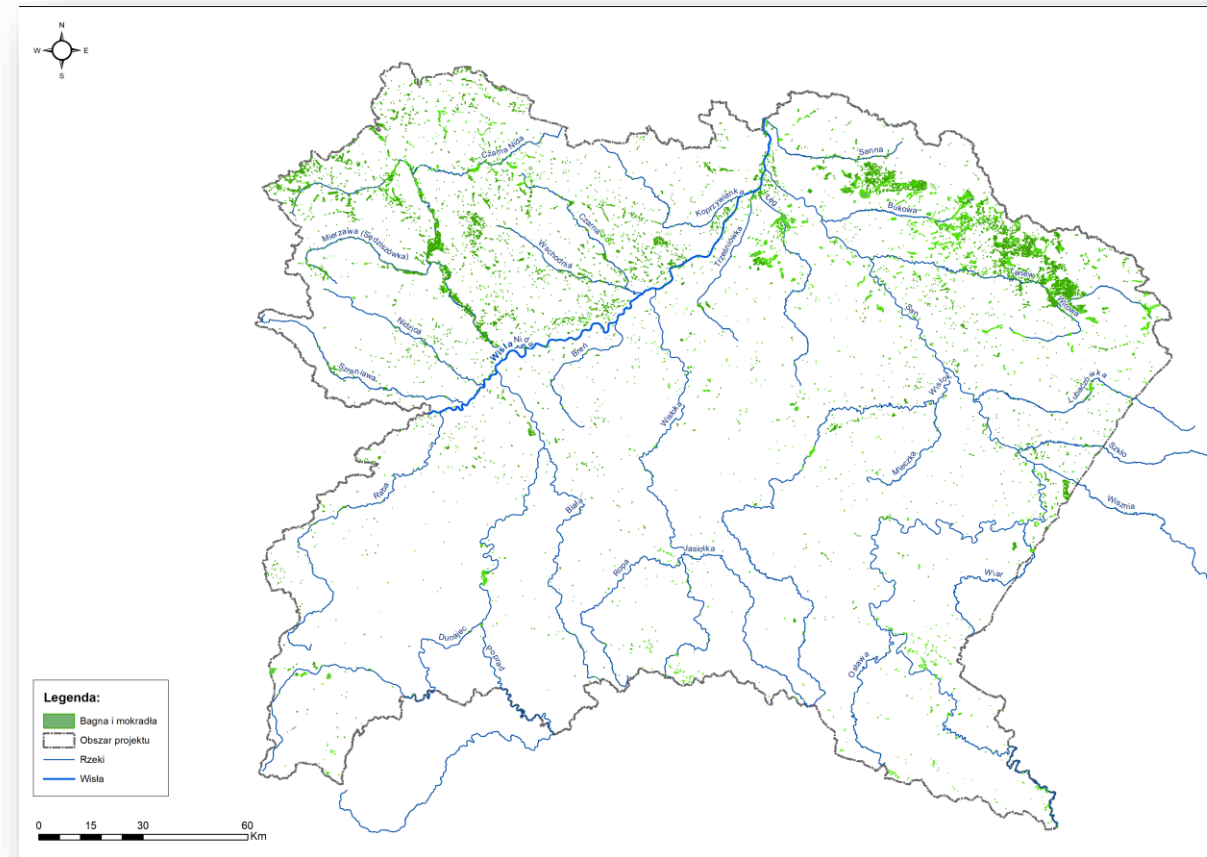 N
W E
S
Czarna Nida
Sanna
Koprzywianka
Łęg
Bukowa
Czarna
Trześniówka
Mierzawa (Sędziszówka)
Wschodnia
Tanew
Wirowa
San
Nidzica
Wisła
Nida
Breń
Szreniawa
Wisłok
Lubaczówka
Wisłoka
Szkło
Mleczka
Raba
Wisznia
Biała
Jasiołka
Ropa
Wiar
Dunajec
Poprad
Osława
Legenda:
Bagna i mokradła
Obszar projektu
Rzeki
Wisła
0 15 30 60
Km